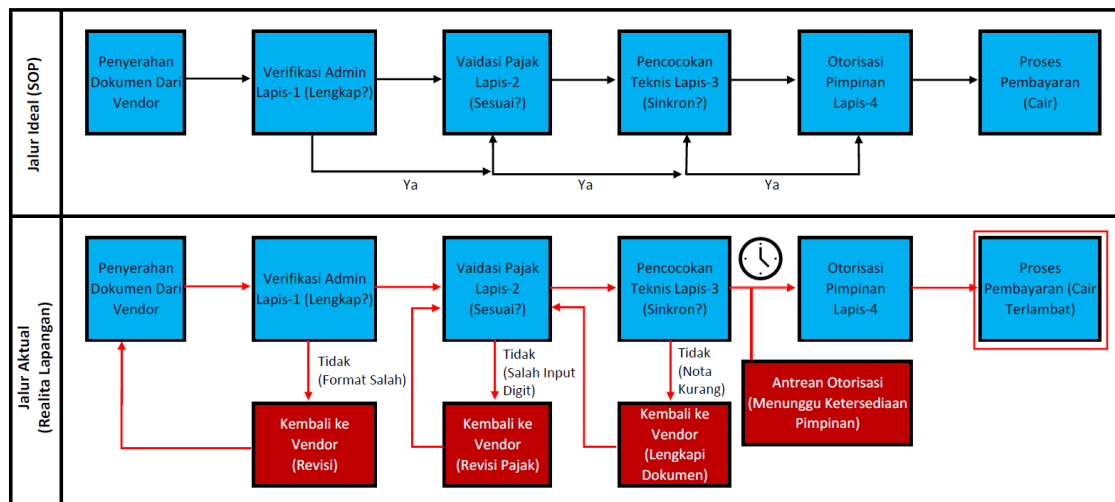 Jalur Ideal (SOP)
Penyerahan
Dokumen Dari
Vendor
Verifikasi Admin
Lapis-1 (Lengkap?)
Vaidasi Pajak
Lapis-2
(Sesuai?)
Pencocokan
Teknis Lapis-3
(Sinkron?)
Otorisasi
Pimpinan
Lapis-4
Proses
Pembayaran
(Cair)
Ya
Ya
Ya
Jalur Aktual
(Realita Lapangan)
Penyerahan
Dokumen Dari
Vendor
Verifikasi Admin
Lapis-1 (Lengkap?)
Vaidasi Pajak
Lapis-2
(Sesuai?)
Pencocokan
Teknis Lapis-3
(Sinkron?)
Otorisasi
Pimpinan
Lapis-4
Proses
Pembayaran (Cair
Terlambat)
Tidak
(Format Salah)
Tidak
(Salah Input
Digit)
Tidak
(Nota
Kurang)
Kembali ke
Vendor
(Revisi)
Kembali ke
Vendor
(Revisi Pajak)
Kembali ke
Vendor
(Lengkapi
Dokumen)
Antrean Otorisasi
(Menunggu Ketersediaan
Pimpinan)